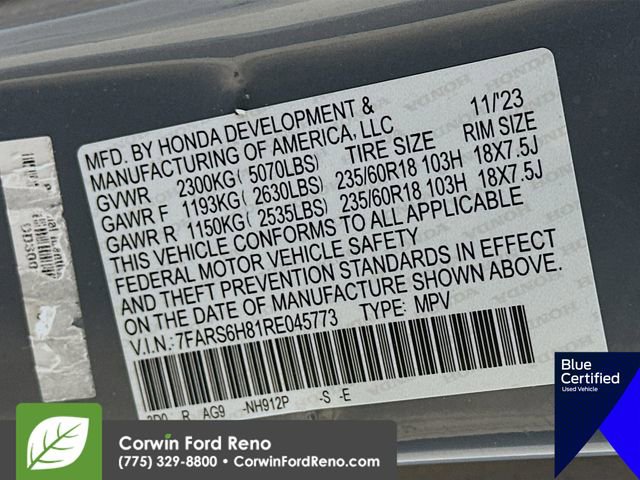 MFD. BY HONDA DEVELOPMENT & 11/'23
MANUFACTURING OF AMERICA, LLC
TIRE SIZE RIM SIZE
GVWR 2300KG ( 5070LBS)
GAWR F 1193KG ( 2630LBS) 235/60R18 103H 18X7.5J
GAWR R 1150KG ( 2535LBS) 235/60R18 103H 18X7.5J
THIS VEHICLE CONFORMS TO ALL APPLICABLE
FEDERAL MOTOR VEHICLE SAFETY
AND THEFT PREVENTION STANDARDS IN EFFECT
ON THE DATE OF MANUFACTURE SHOWN ABOVE.
V.I.N.:7FARS6H81RE045773 TYPE: MPV
R AG9 -NH912P -S -E
Blue
Certified
Used Vehicle
Corwin Ford Reno
(775) 329-8800 • CorwinFordReno.com